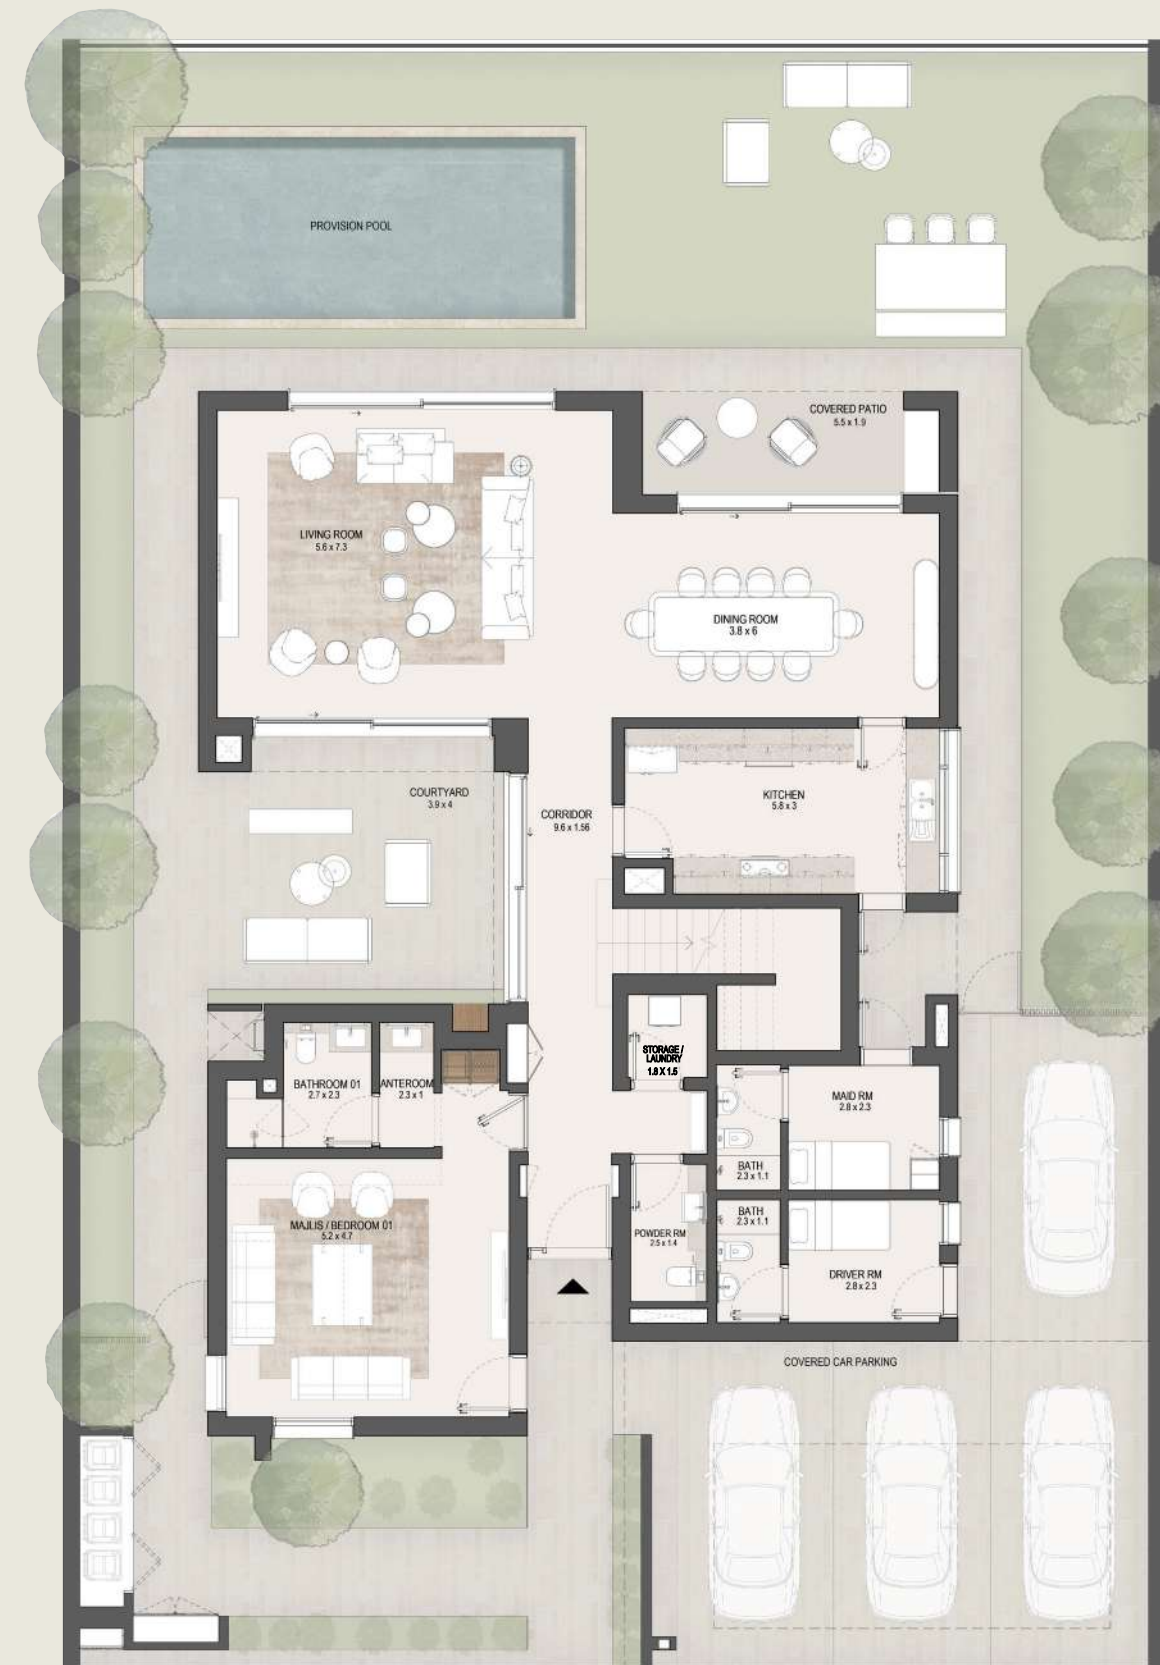 PROVISION POOL
COVERED PATIO
5.5 x 1.9
LIVING ROOM
5.6 x 7.3
DINING ROOM
3.8 x 6
COURTYARD
3.9 x 4
CORRIDOR
9.6 x 1.56
KITCHEN
5.8 x 3
STORAGE /
LAUNDRY
1.8 X 1.5
BATHROOM 01
2.7 x 2.3
ANTEROOM
2.3 x 1
MAID RM
2.8 x 2.3
BATH
2.3 x 1.1
BATH
2.3 x 1.1
MAJLIS / BEDROOM 01
5.2 x 4.7
POWDER RM
2.5 x 1.4
DRIVER RM
2.8 x 2.3
COVERED CAR PARKING